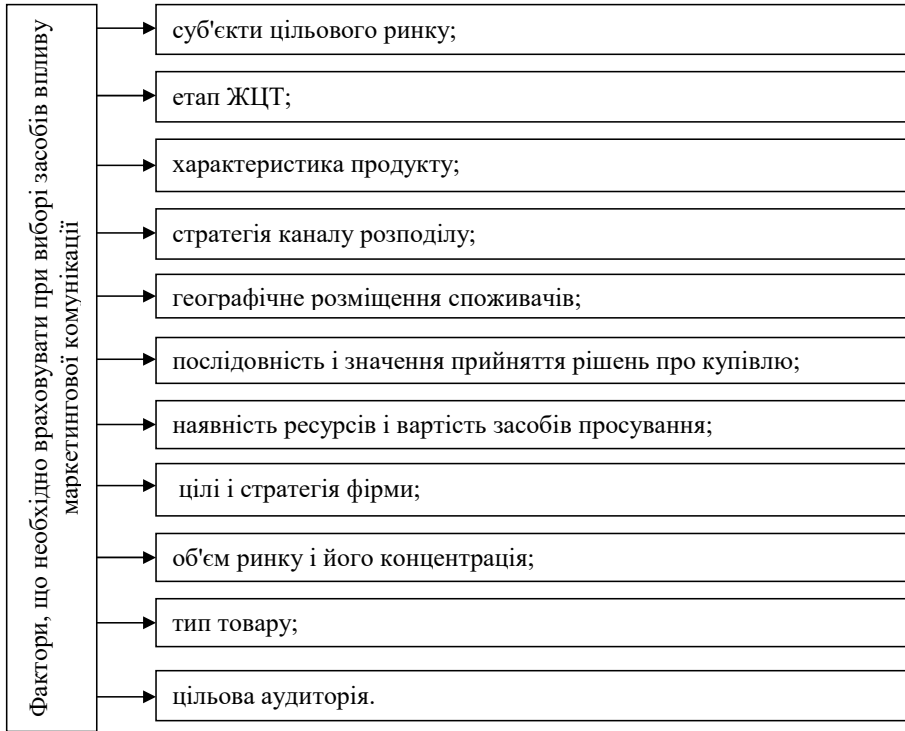 Фактори, що необхідно враховувати при виборі засобів впливу
маркетингової комунікації
суб'єкти цільового ринку;
етап ЖЦТ;
характеристика продукту;
стратегія каналу розподілу;
географічне розміщення споживачів;
послідовність і значення прийняття рішень про купівлю;
наявність ресурсів і вартість засобів просування;
цілі і стратегія фірми;
об'єм ринку і його концентрація;
тип товару;
цільова аудиторія.